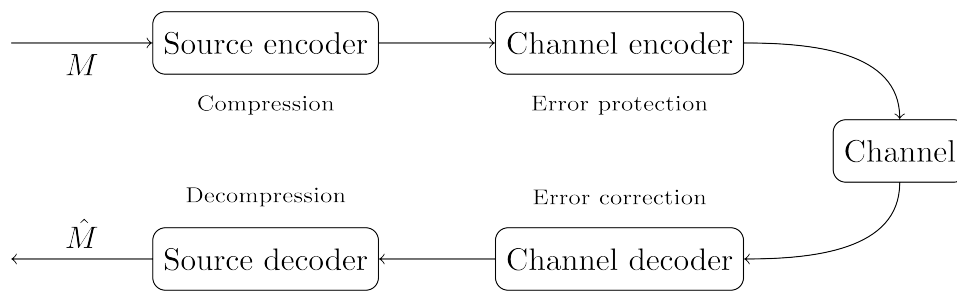 Source encoder
Channel encoder
M
Compression
Error protection
Channel
Decompression
Error correction
M̂
Source decoder
Channel decoder